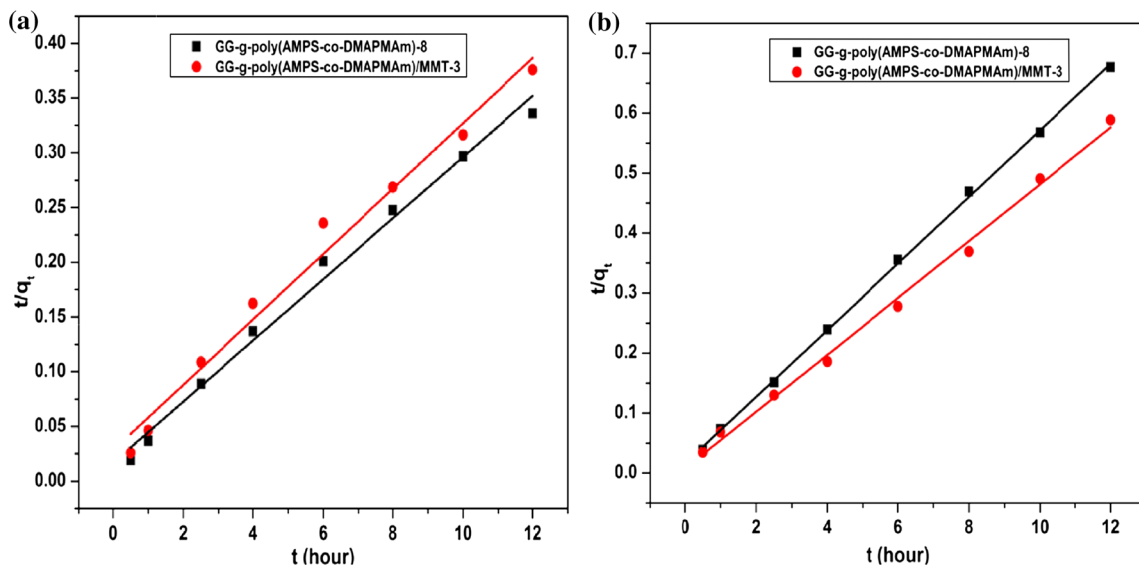 (a)
GG-g-poly(AMPS-co-DMAPMAm)-8
GG-g-poly(AMPS-co-DMAPMAm)/MMT-3
0.40
0.35
0.30
0.25
0.20
0.15
0.10
0.05
0.00
t/qt
0 2 4 6 8 10 12
t (hour)
(b)
GG-g-poly(AMPS-co-DMAPMAm)-8
GG-g-poly(AMPS-co-DMAPMAm)/MMT-3
0.7
0.6
0.5
0.4
0.3
0.2
0.1
0.0
t/qt
0 2 4 6 8 10 12
t (hour)